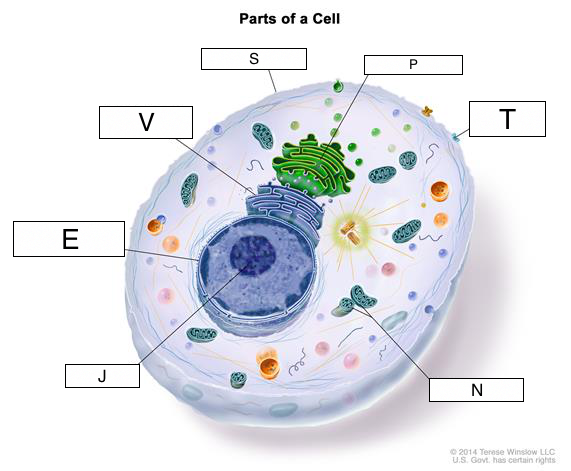 Parts of a Cell
S
P
V
T
E
J
N
© 2014 Terese Winslow LLC
U.S. Govt. has certain rights